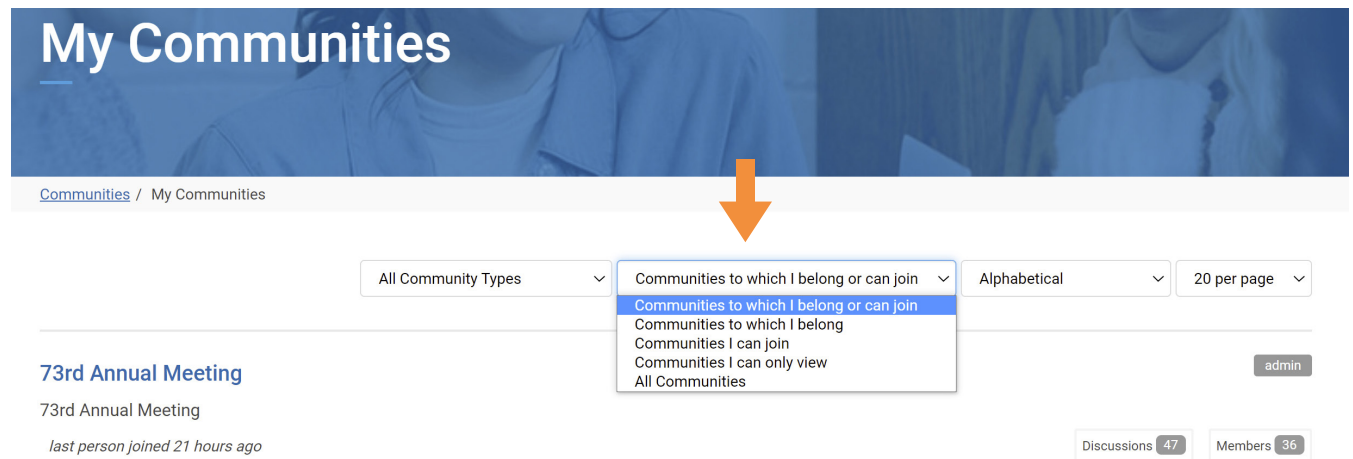 My Communities
Communities / My Communities
All Community Types Communities to which I belong or can join Alphabetical 20 per page
Communities to which I belong or can join
Communities to which I belong
Communities I can join
Communities I can only view
All Communities
73rd Annual Meeting admin
73rd Annual Meeting
last person joined 21 hours ago Discussions 47 Members 36